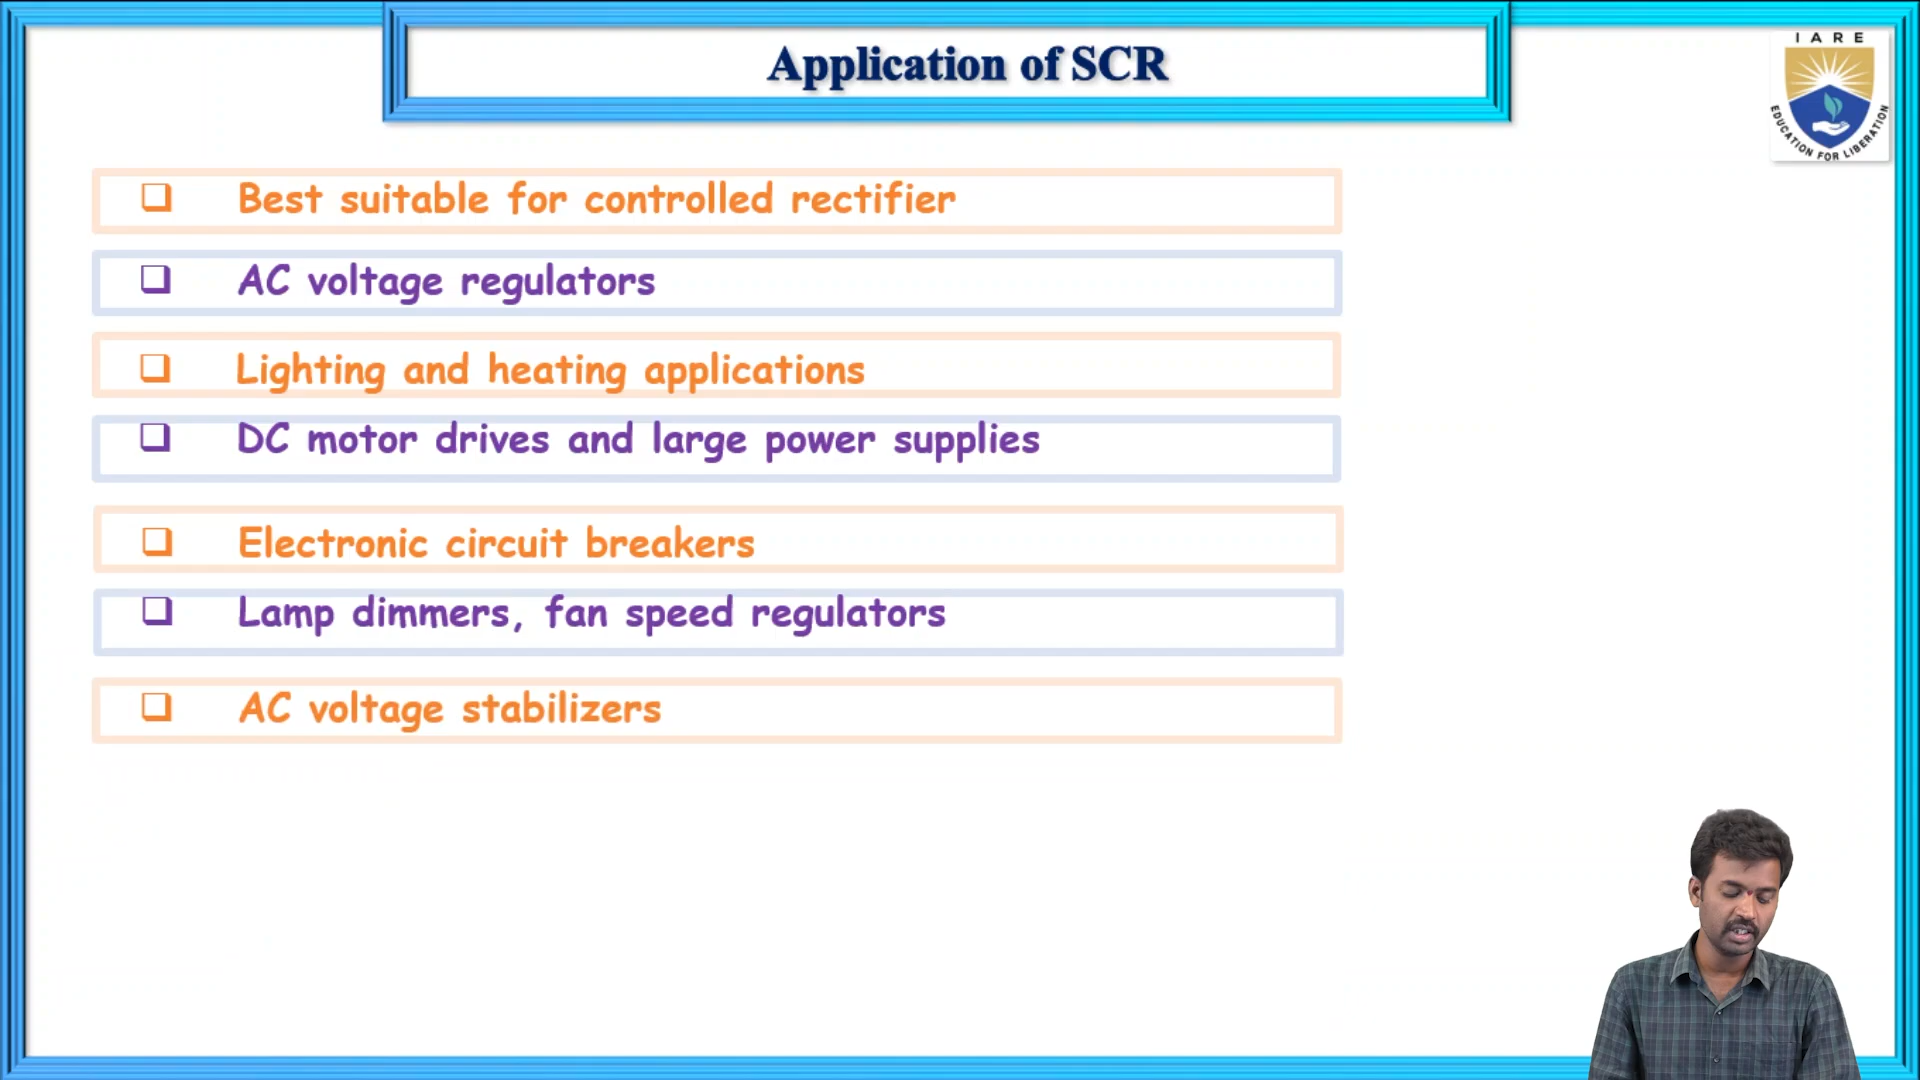 Application of SCR
IARE
EDUCATION FOR LIBERATION
❑ Best suitable for controlled rectifier
❑ AC voltage regulators
❑ Lighting and heating applications
❑ DC motor drives and large power supplies
❑ Electronic circuit breakers
❑ Lamp dimmers, fan speed regulators
❑ AC voltage stabilizers